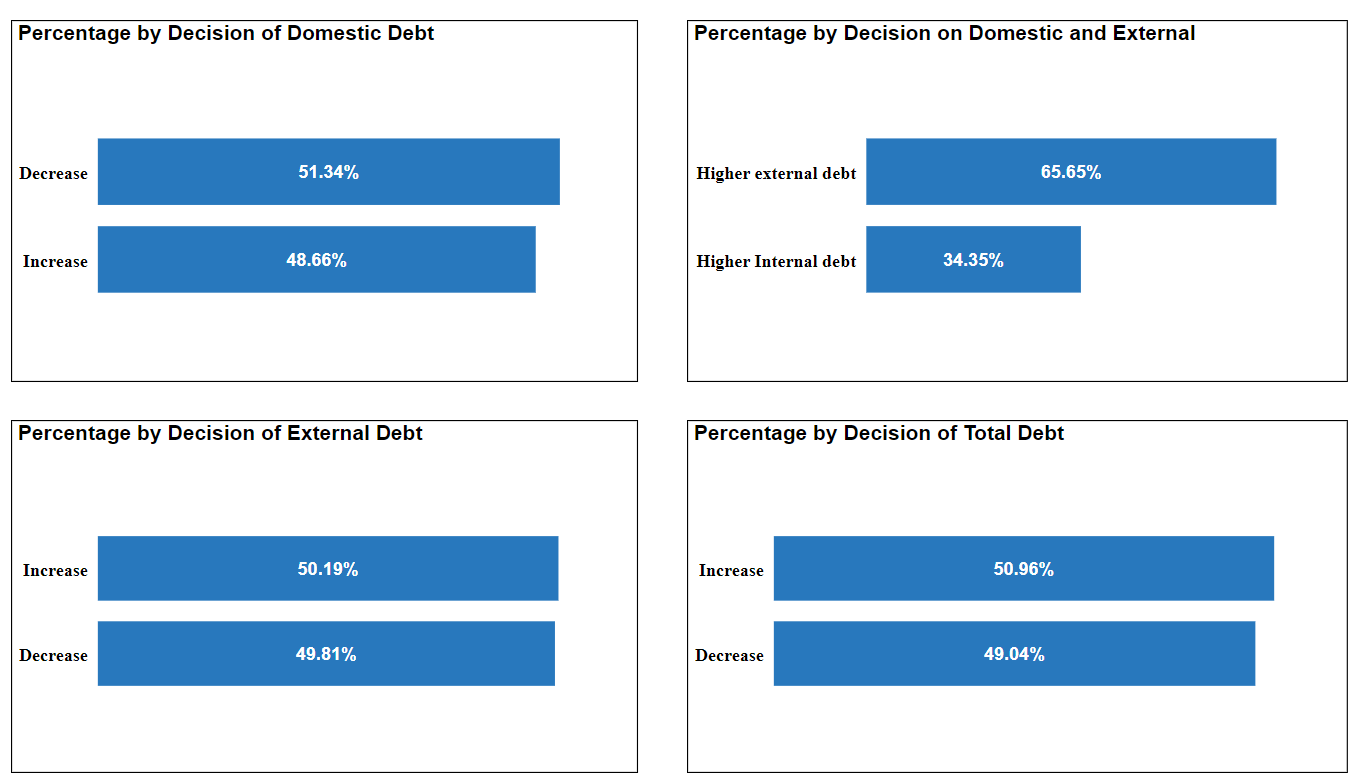 Percentage by Decision of Domestic Debt
Decrease 51.34%
Increase 48.66%
Percentage by Decision on Domestic and External
Higher external debt 65.65%
Higher Internal debt 34.35%
Percentage by Decision of External Debt
Increase 50.19%
Decrease 49.81%
Percentage by Decision of Total Debt
Increase 50.96%
Decrease 49.04%